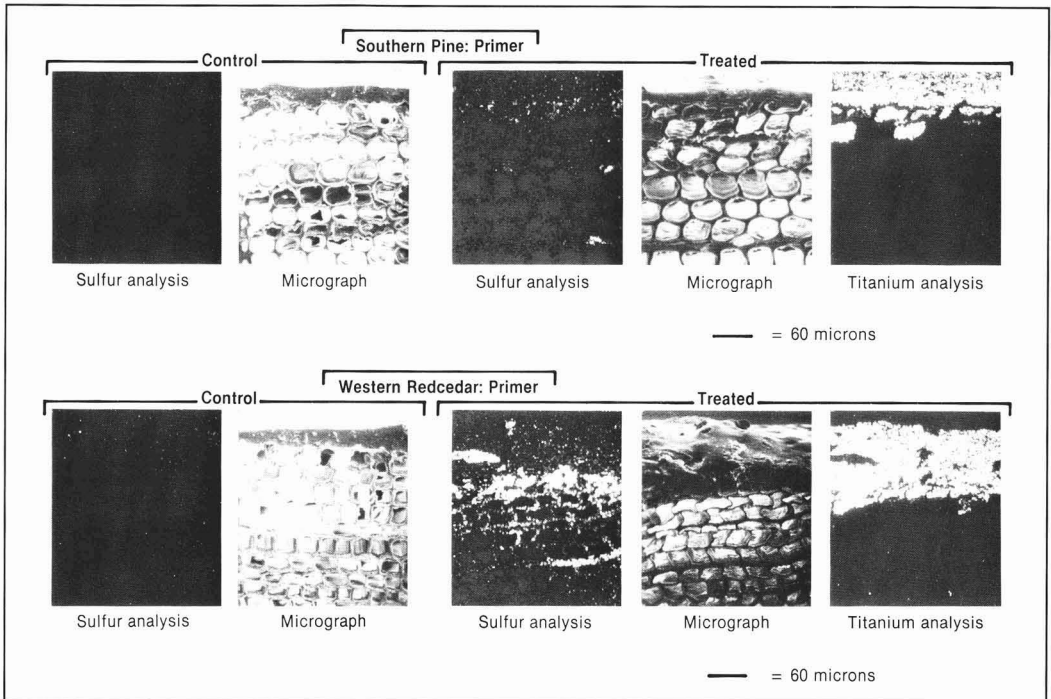 Southern Pine: Primer
Control
Treated
Sulfur analysis
Micrograph
Sulfur analysis
Micrograph
Titanium analysis
= 60 microns
Western Redcedar: Primer
Control
Treated
Sulfur analysis
Micrograph
Sulfur analysis
Micrograph
Titanium analysis
= 60 microns